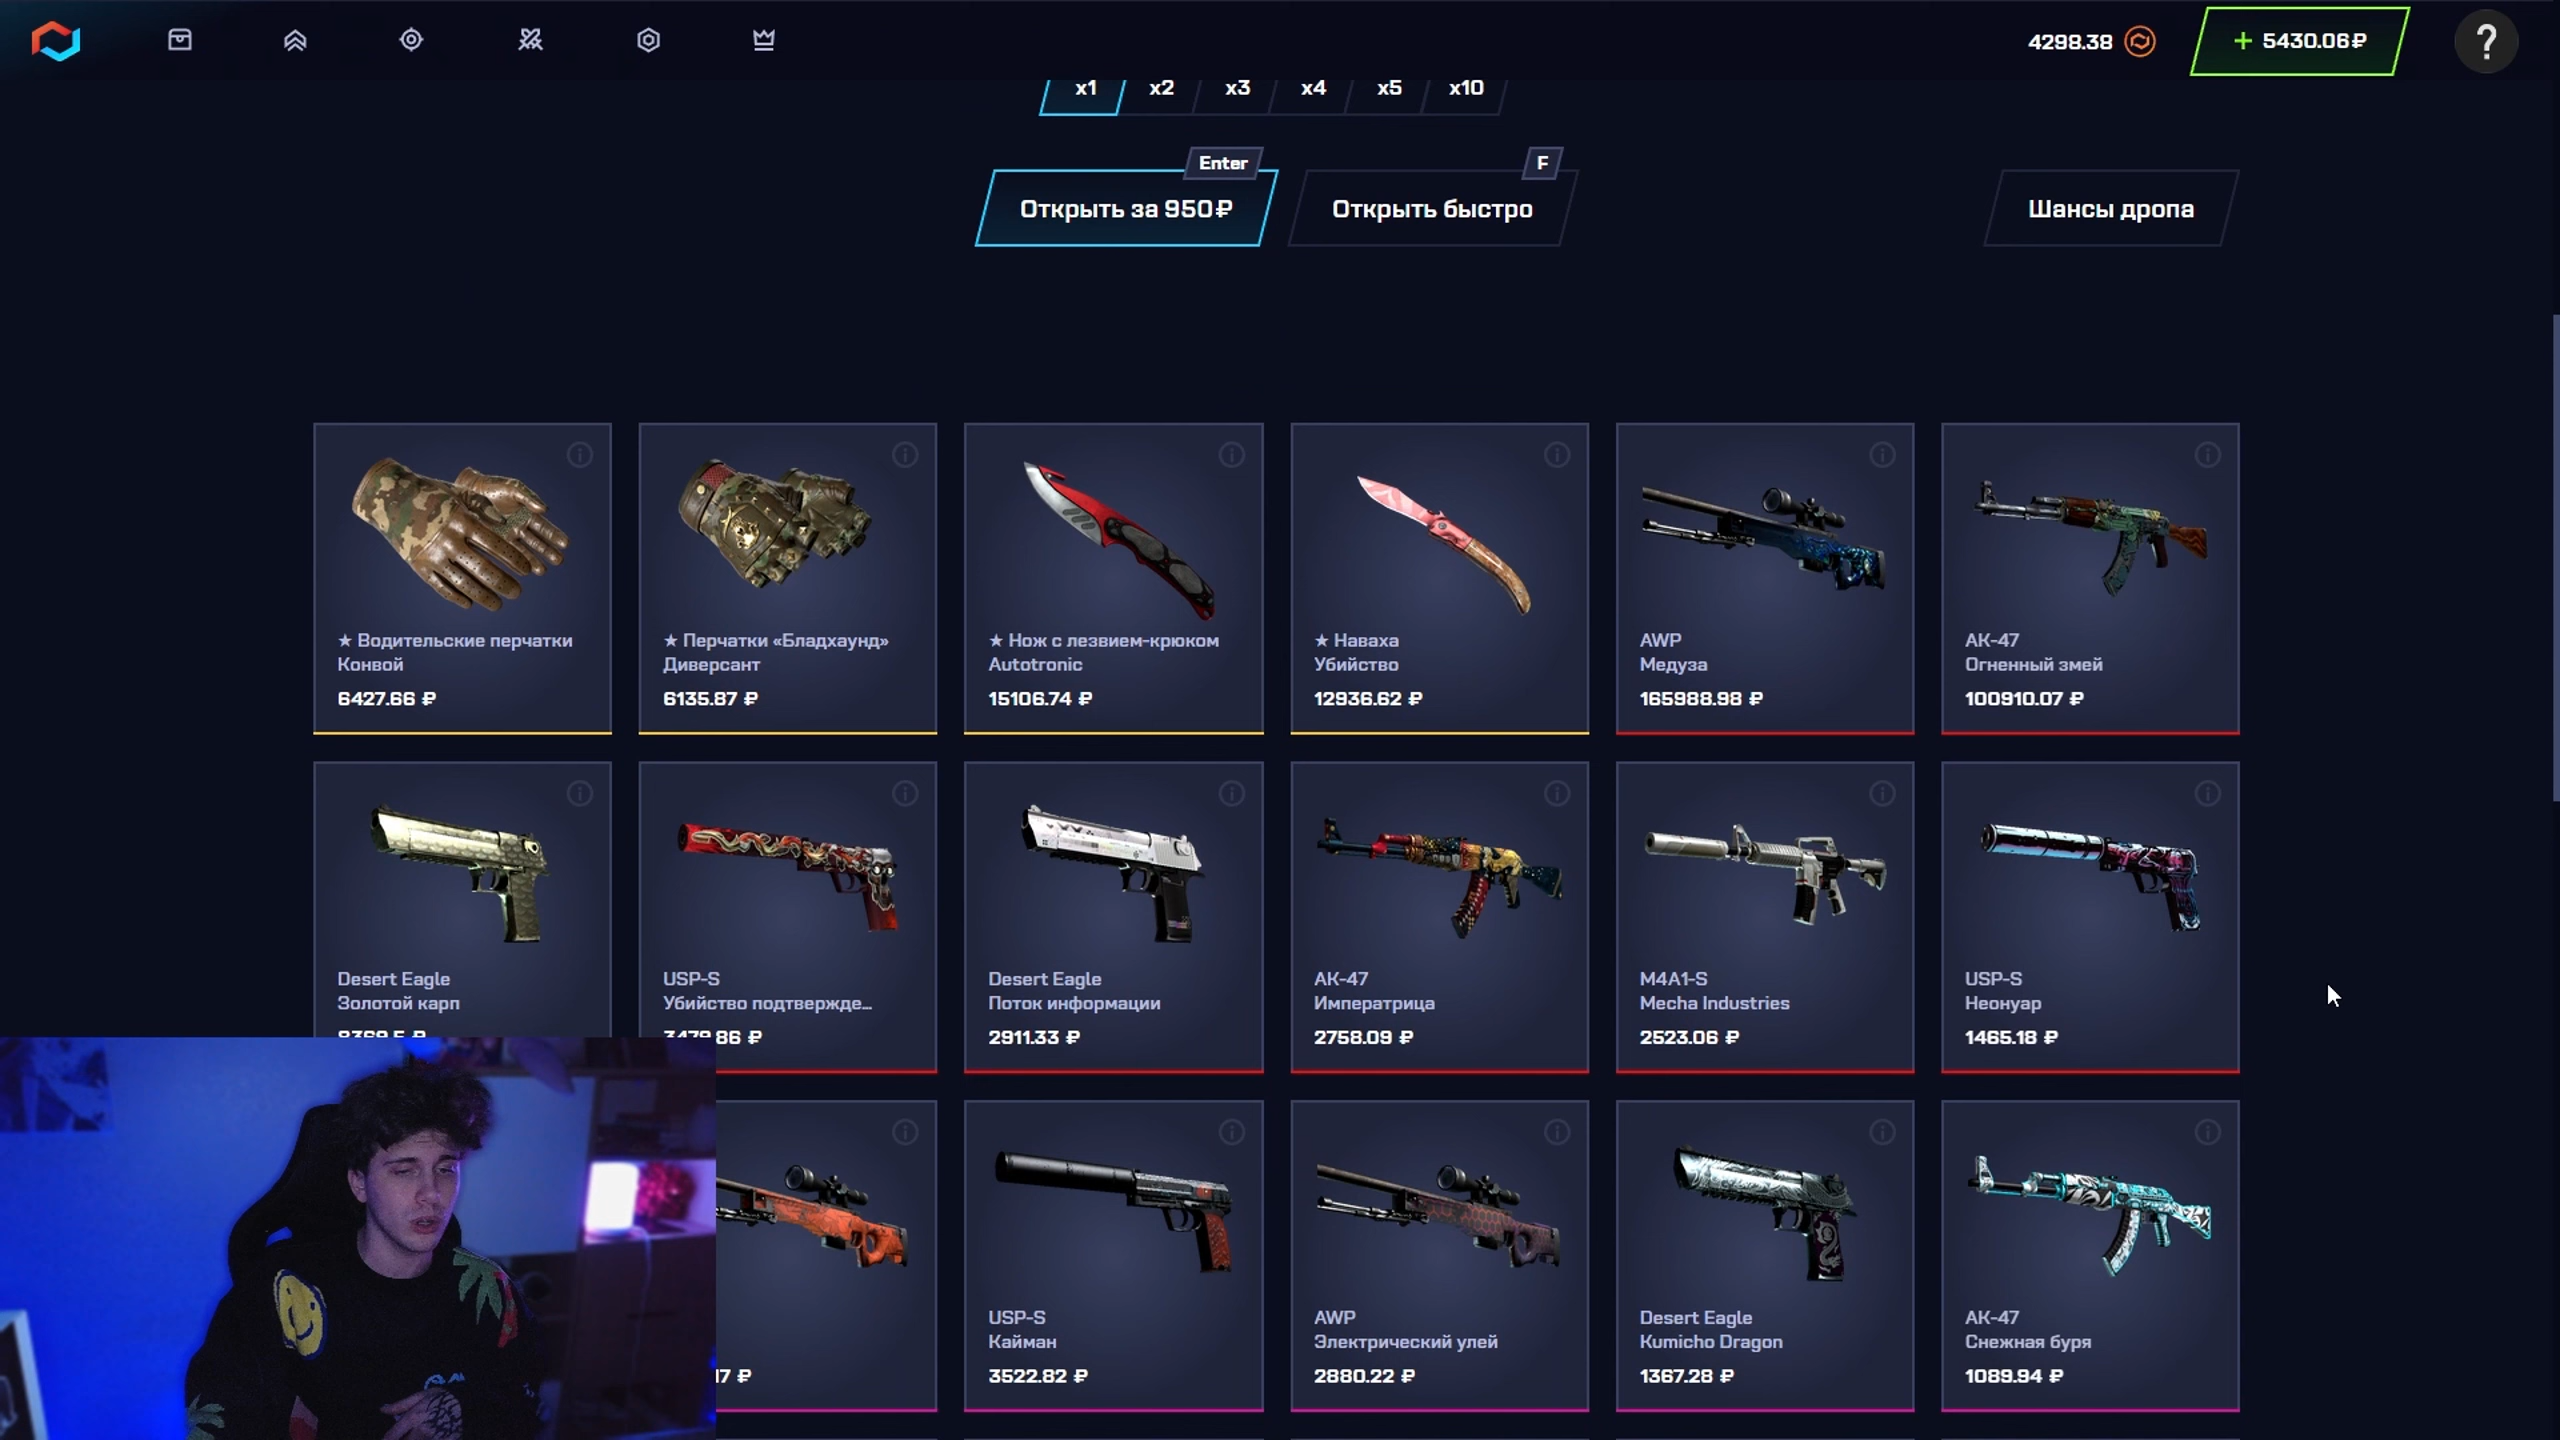 4298.38
+ 5430.06₽
?
x1 x2 x3 x4 x5 x10
Enter
F
Открыть за 950₽
Открыть быстро
Шансы дропа
★ Водительские перчатки
Конвой
6427.66 ₽
★ Перчатки «Бладхаунд»
Диверсант
6135.87 ₽
★ Нож с лезвием-крюком
Autotronic
15106.74 ₽
★ Наваха
Убийство
12936.62 ₽
AWP
Медуза
165988.98 ₽
AK-47
Огненный змей
100910.07 ₽
Desert Eagle
Золотой карп
8369.5 ₽
USP-S
Убийство подтвержде...
3479.86 ₽
Desert Eagle
Поток информации
2911.33 ₽
AK-47
Императрица
2758.09 ₽
M4A1-S
Mecha Industries
2523.06 ₽
USP-S
Неонуар
1465.18 ₽
17 ₽
USP-S
Кайман
3522.82 ₽
AWP
Электрический улей
2880.22 ₽
Desert Eagle
Kumicho Dragon
1367.28 ₽
AK-47
Снежная буря
1089.94 ₽